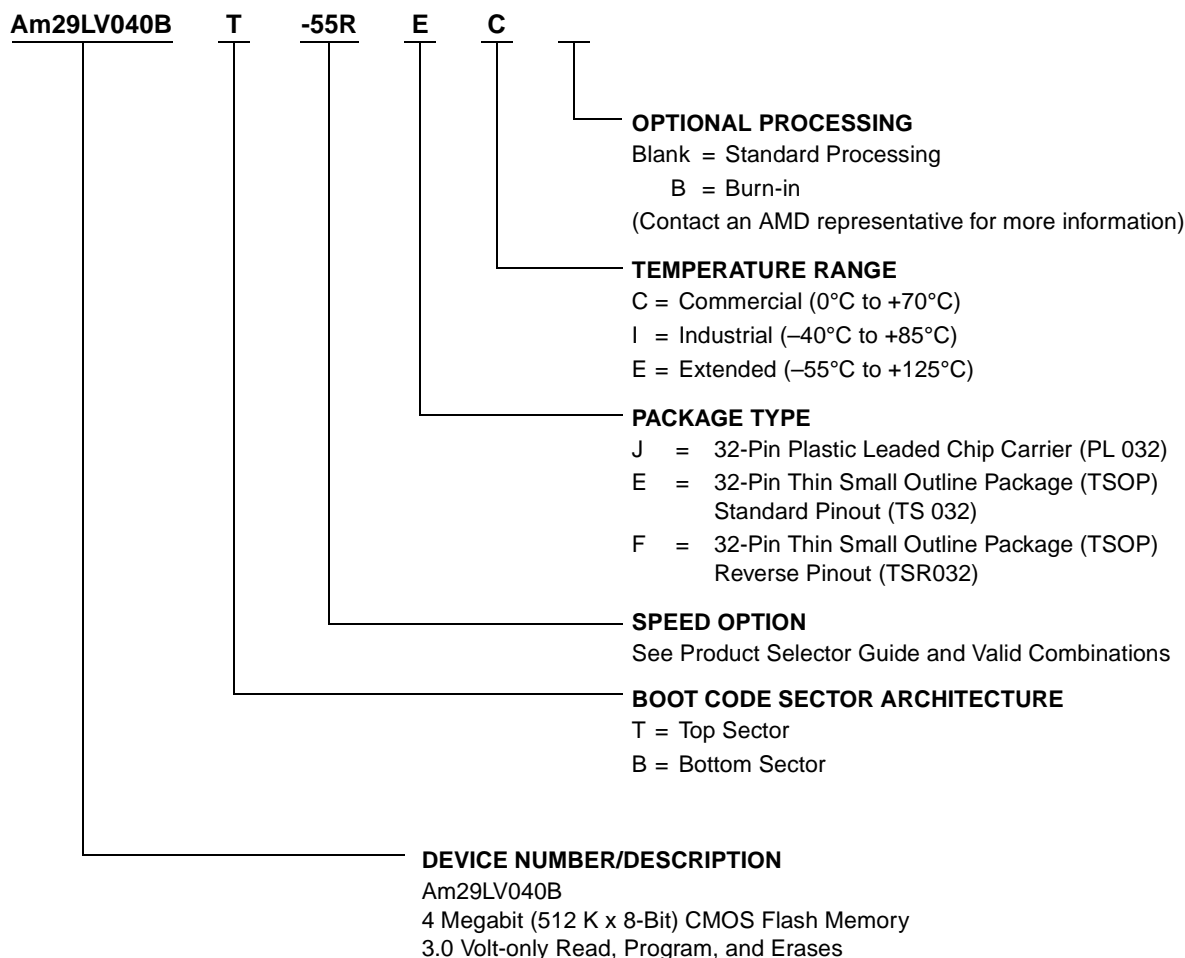 Am29LV040B T -55R E C
OPTIONAL PROCESSING
Blank = Standard Processing
B = Burn-in
(Contact an AMD representative for more information)
TEMPERATURE RANGE
C = Commercial (0°C to +70°C)
I = Industrial (–40°C to +85°C)
E = Extended (–55°C to +125°C)
PACKAGE TYPE
J = 32-Pin Plastic Leaded Chip Carrier (PL 032)
E = 32-Pin Thin Small Outline Package (TSOP)
Standard Pinout (TS 032)
F = 32-Pin Thin Small Outline Package (TSOP)
Reverse Pinout (TSR032)
SPEED OPTION
See Product Selector Guide and Valid Combinations
BOOT CODE SECTOR ARCHITECTURE
T = Top Sector
B = Bottom Sector
DEVICE NUMBER/DESCRIPTION
Am29LV040B
4 Megabit (512 K x 8-Bit) CMOS Flash Memory
3.0 Volt-only Read, Program, and Erases